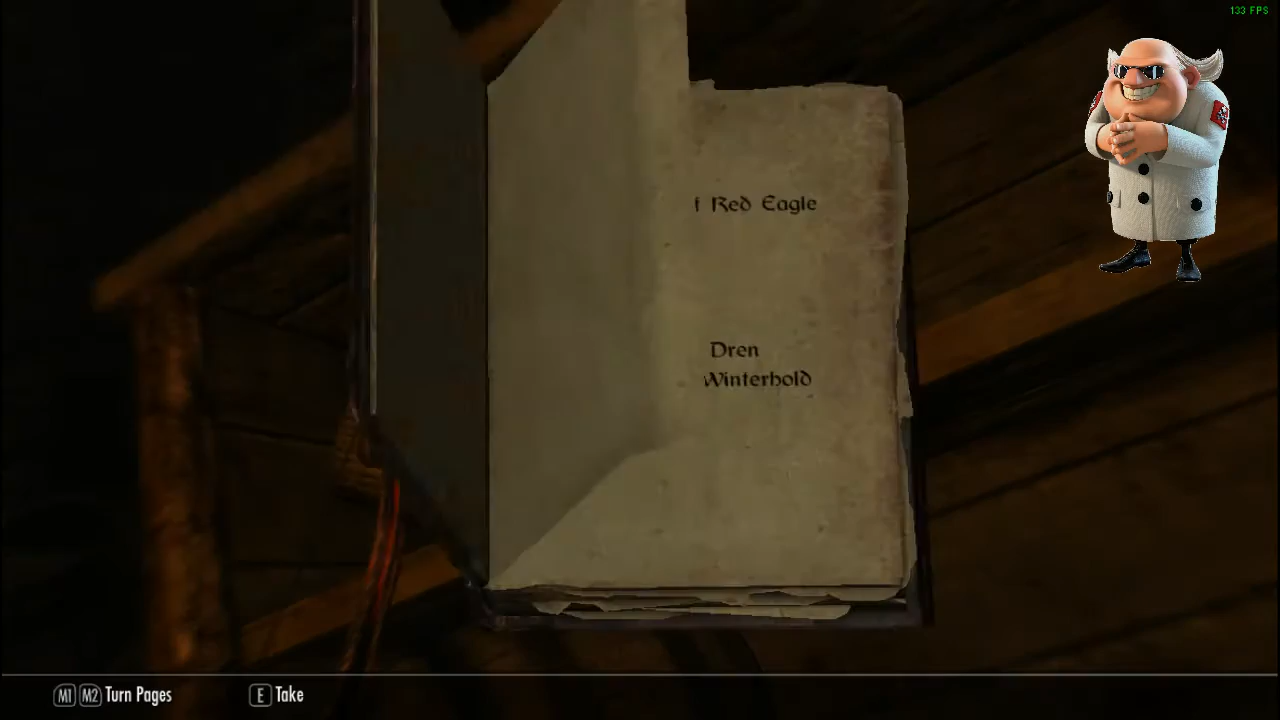 133 FPS
f Red Eagle
Dren
Winterhold
M1 M2 Turn Pages
E Take